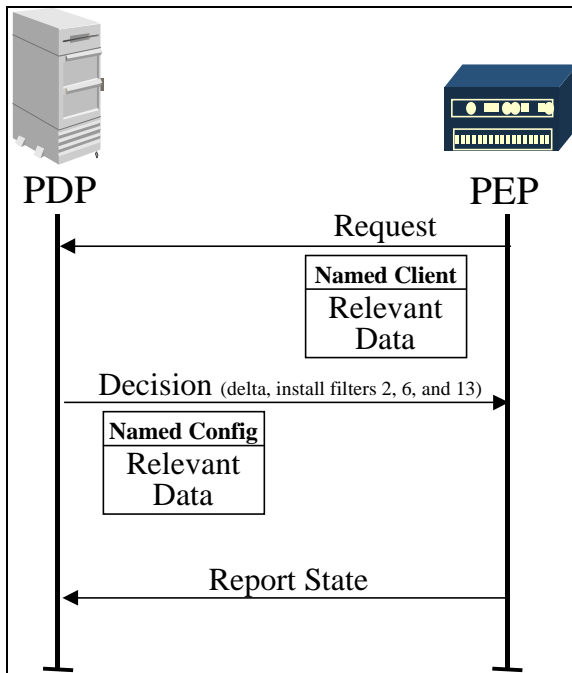 PDP
PEP
Request
Named Client
Relevant
Data
Decision (delta, install filters 2, 6, and 13)
Named Config
Relevant
Data
Report State